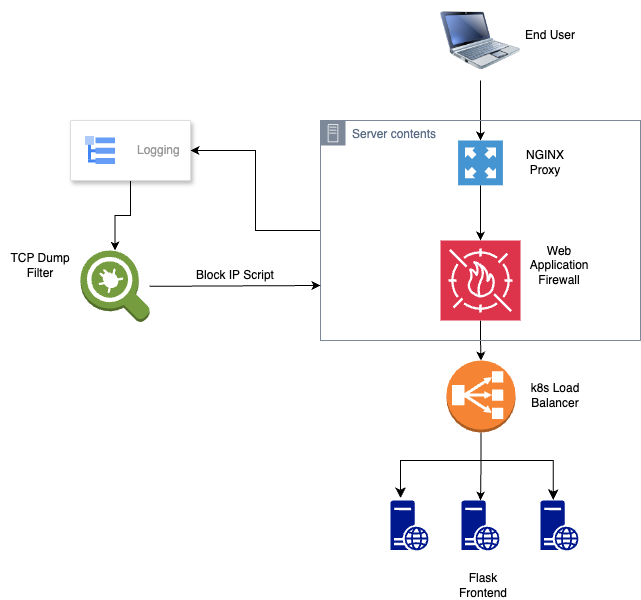 End User
Server contents
Logging
NGINX
Proxy
TCP Dump
Filter
Block IP Script
Web
Application
Firewall
k8s Load
Balancer
Flask
Frontend